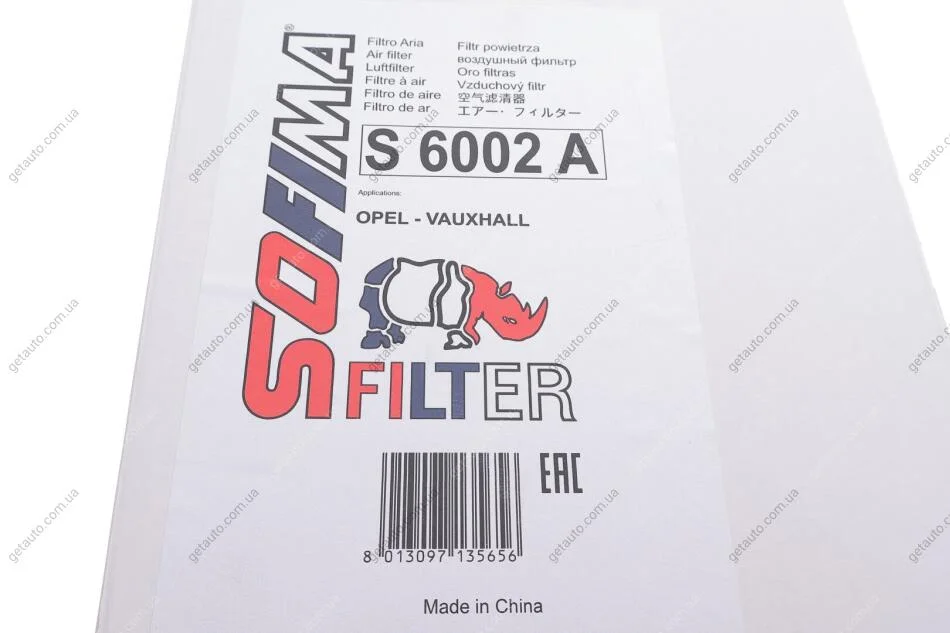 SOFIMA®
FILTER
Filtro Aria
Air filter
Luftfilter
Filtre à air
Filtro de aire
Filtro de ar
Filtr powietrza
воздушный фильтр
Oro filtras
Vzduchový filtr
空气滤清器
エアー・フィルター
S 6002 A
Applications:
OPEL - VAUXHALL
EAC
8 013097 135656
Made in China
getauto.com.ua